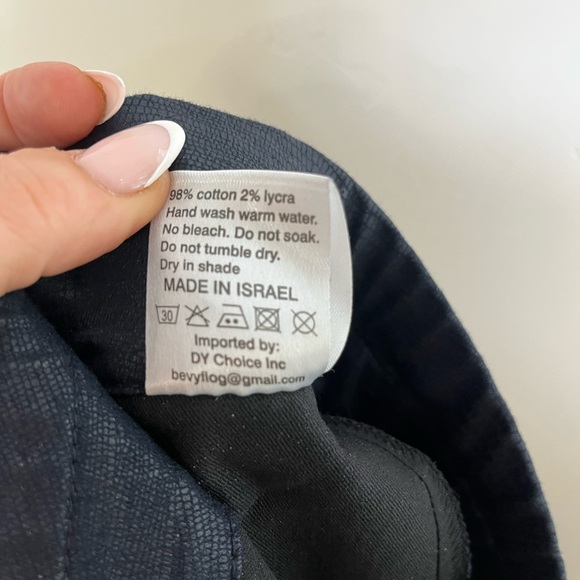 98% cotton 2% lycra
Hand wash warm water.
No bleach. Do not soak.
Do not tumble dry.
Dry in shade
MADE IN ISRAEL
30
Imported by:
DY Choice Inc
bevyflog@gmail.com